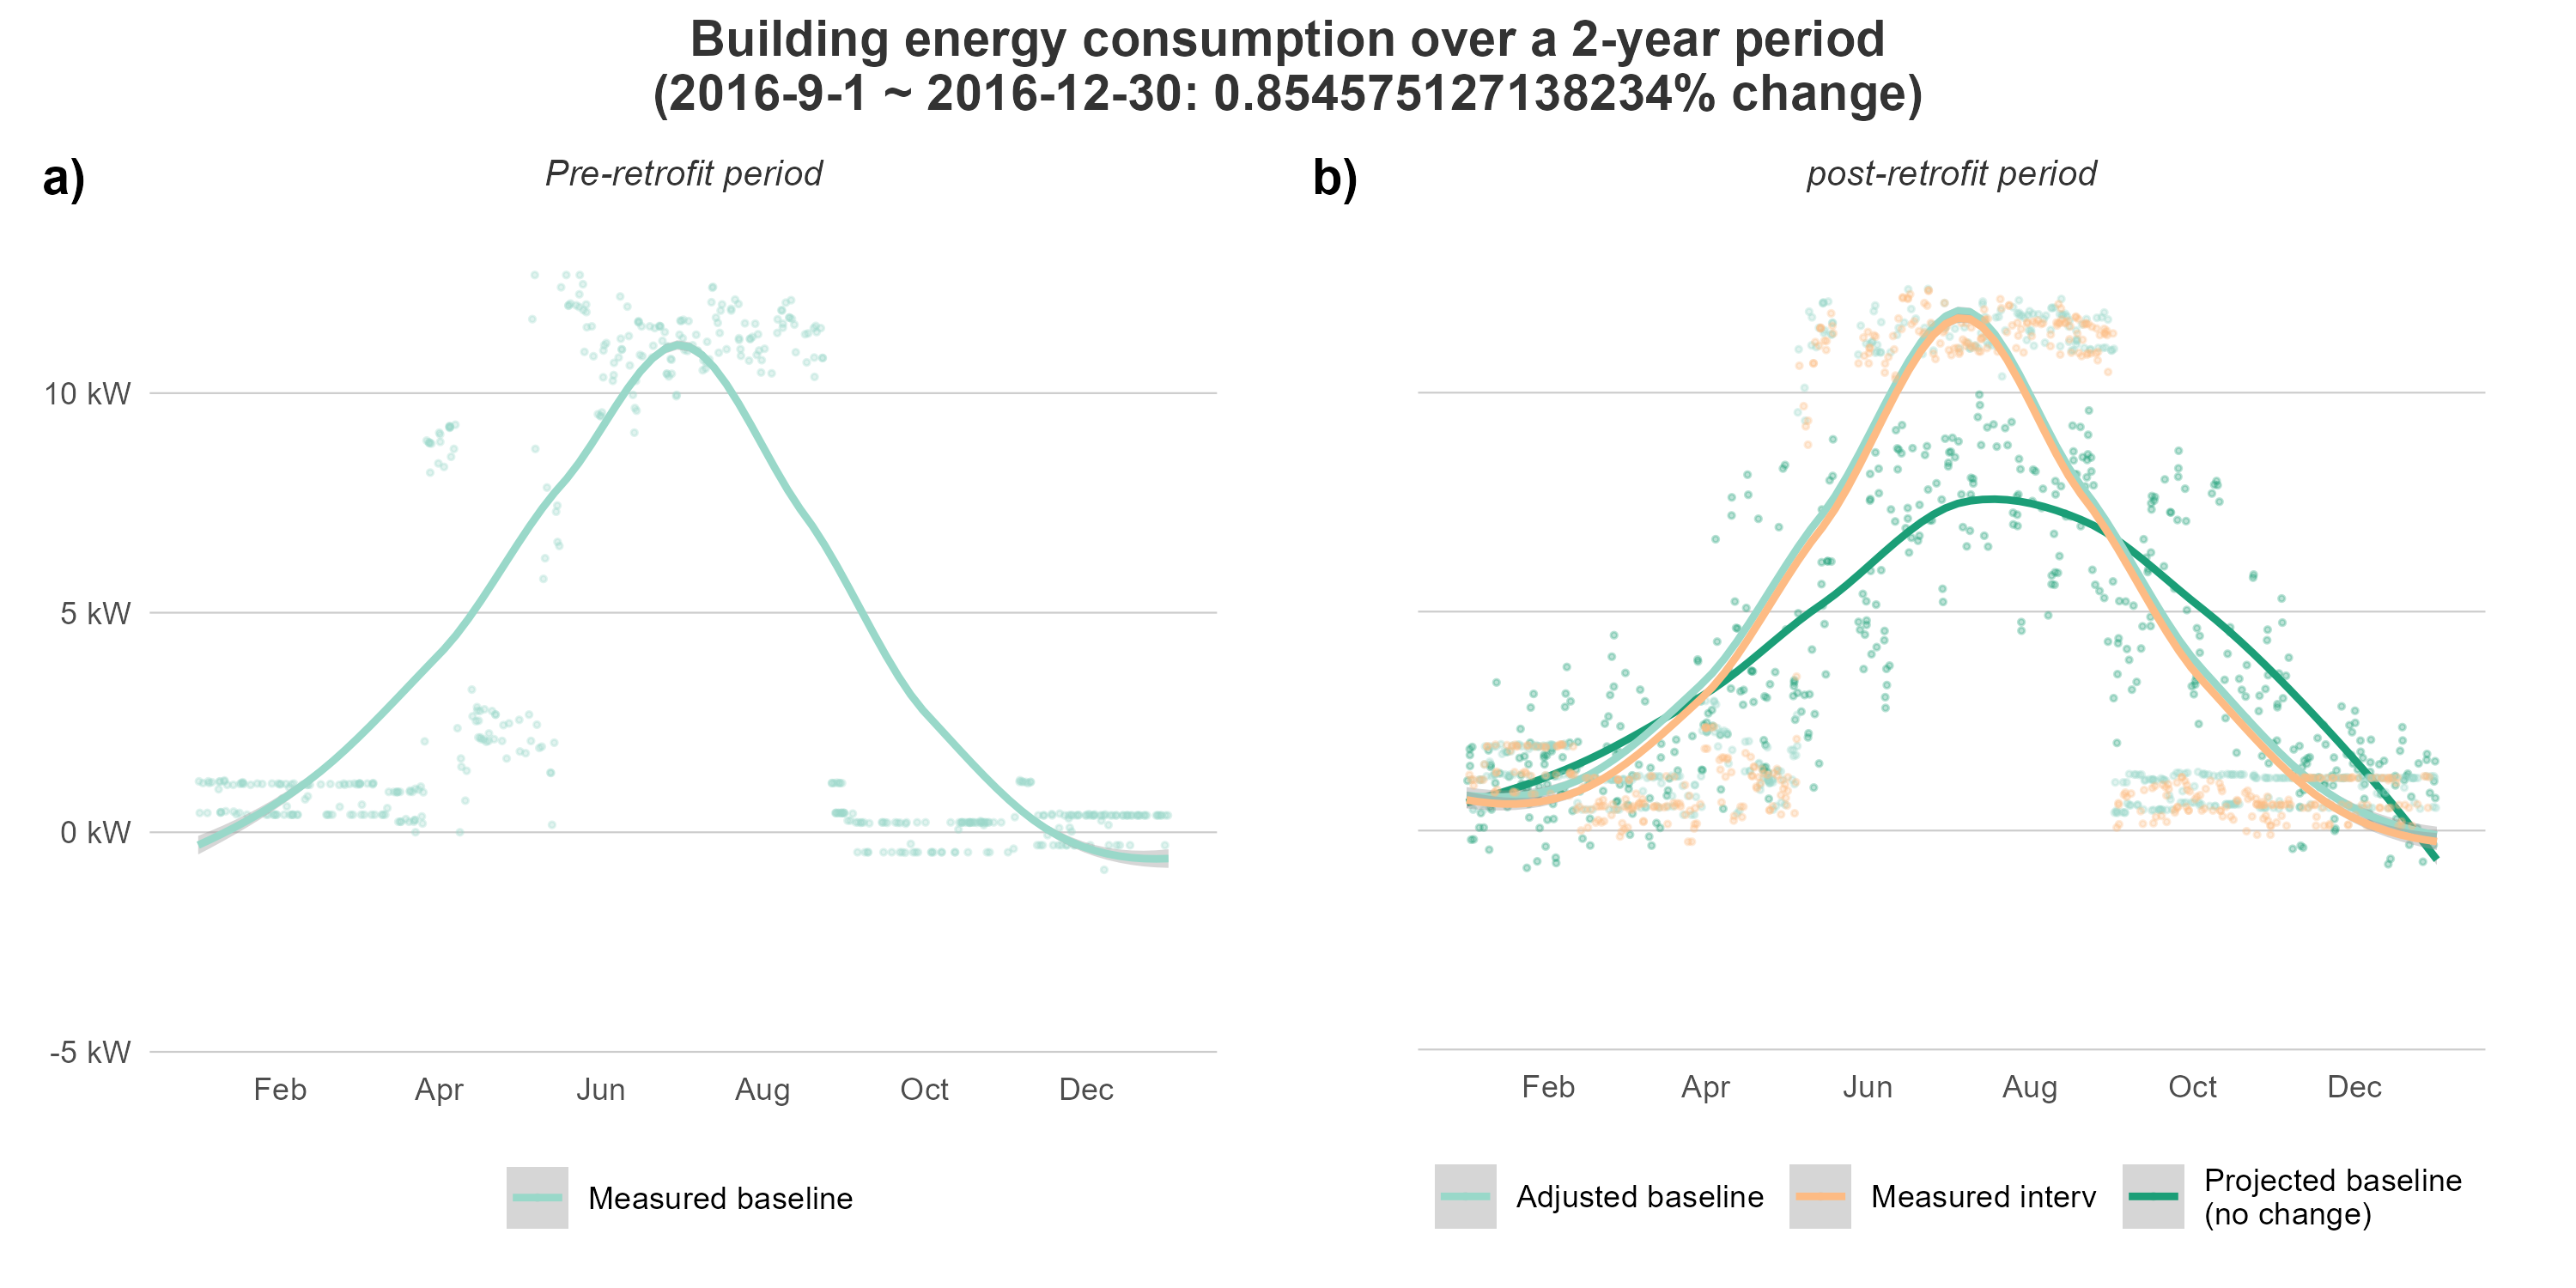 Building energy consumption over a 2-year period
(2016-9-1 ~ 2016-12-30: 0.854575127138234% change)
a)
Pre-retrofit period
10 kW
5 kW
0 kW
-5 kW
Feb Apr Jun Aug Oct Dec
Measured baseline
b)
post-retrofit period
Feb Apr Jun Aug Oct Dec
Adjusted baseline
Measured interv
Projected baseline
(no change)